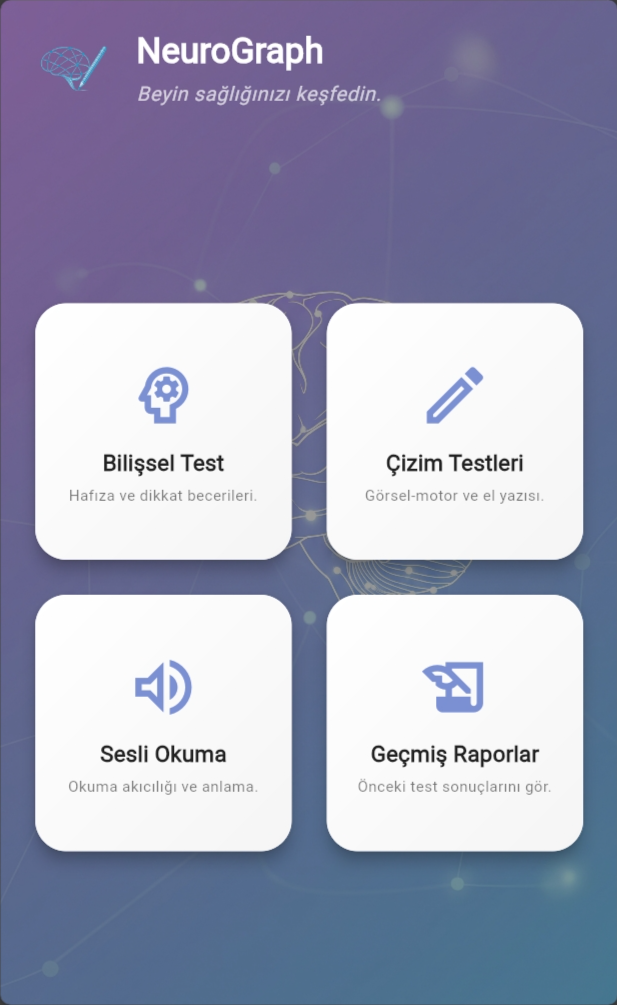 NeuroGraph
Beyin sağlığınızı keşfedin.
Bilişsel Test
Hafıza ve dikkat becerileri.
Çizim Testleri
Görsel-motor ve el yazısı.
Sesli Okuma
Okuma akıcılığı ve anlama.
Geçmiş Raporlar
Önceki test sonuçlarını gör.